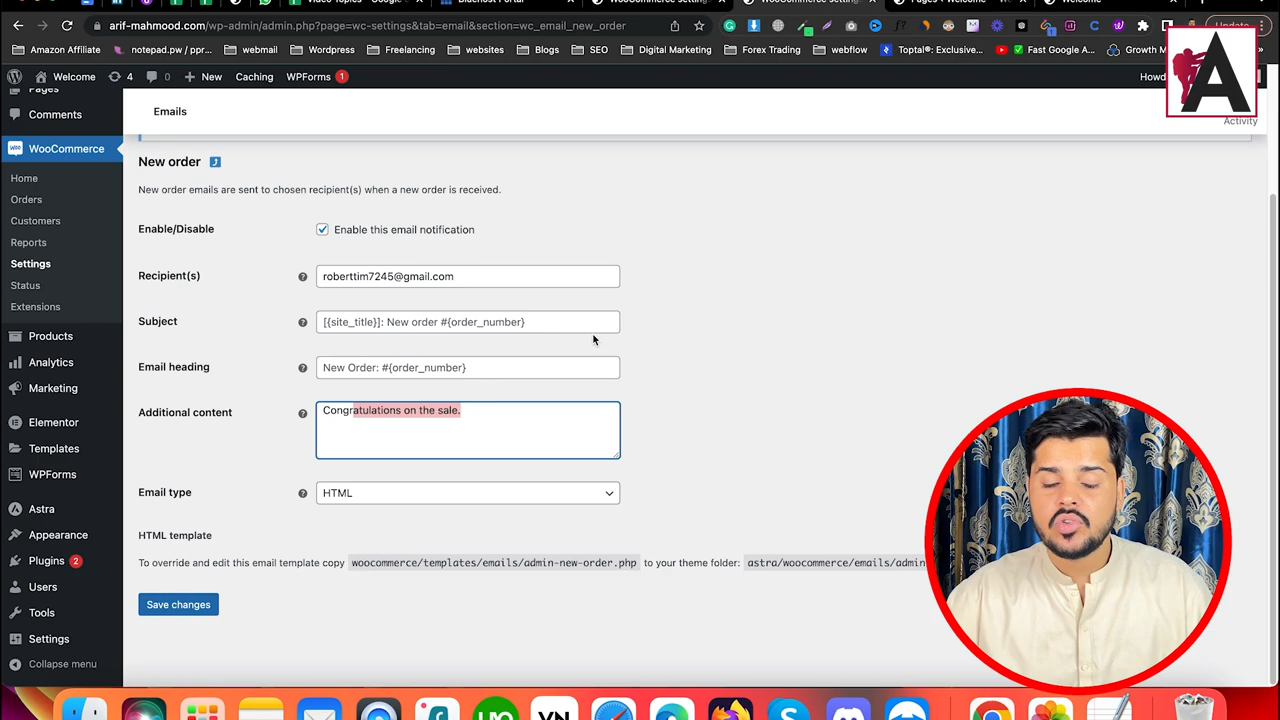 arif-mahmood.com/wp-admin/admin.php?page=wc-settings&tab=email&section=wc_email_new_order
Update
Amazon Affiliate
notepad.pw / ppr...
webmail
Wordpress
Freelancing
websites
Blogs
SEO
Digital Marketing
Forex Trading
webflow
Toptal®: Exclusive...
Fast Google A...
Growth
Welcome
4
0
New
Caching
WPForms 1
Howd
A
Activity
Pages
Comments
WooCommerce
Home
Orders
Customers
Reports
Settings
Status
Extensions
Products
Analytics
Marketing
Elementor
Templates
WPForms
Astra
Appearance
Plugins 2
Users
Tools
Settings
Collapse menu
Emails
New order
New order emails are sent to chosen recipient(s) when a new order is received.
Enable/Disable
Enable this email notification
Recipient(s)
roberttim7245@gmail.com
Subject
[{site_title}]: New order #{order_number}
Email heading
New Order: #{order_number}
Additional content
Congratulations on the sale.
Email type
HTML
HTML template
To override and edit this email template copy woocommerce/templates/emails/admin-new-order.php to your theme folder: astra/woocommerce/emails/admin
Save changes